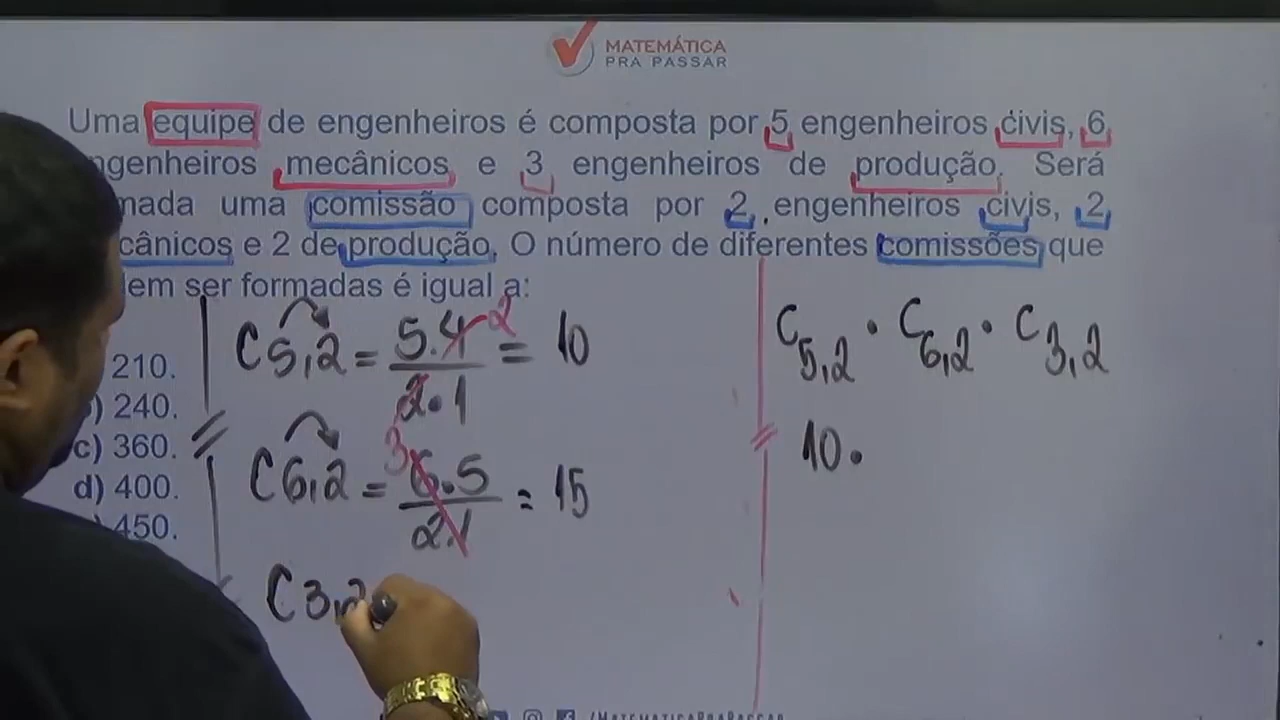 MATEMÁTICA
PRA PASSAR
Uma equipe de engenheiros é composta por 5 engenheiros civis, 6
ngenheiros mecânicos e 3 engenheiros de produção. Será
mada uma comissão composta por 2 engenheiros civis, 2
cânicos e 2 de produção. O número de diferentes comissões que
dem ser formadas é igual a:
210.
) 240.
c) 360.
d) 400.
450.
C5,2 = 5.4 2 / 2.1 = 10
C6,2 = 3 6.5 / 2.1 = 15
C3,2
C5,2 . C6,2 . C3,2
10.
/MATEMATICAPRAPASSAR